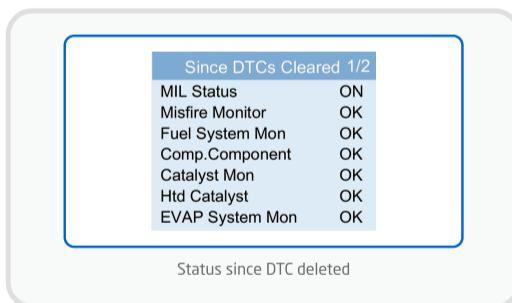 Since DTCs Cleared 1/2
MIL Status ON
Misfire Monitor OK
Fuel System Mon OK
Comp.Component OK
Catalyst Mon OK
Htd Catalyst OK
EVAP System Mon OK
Status since DTC deleted